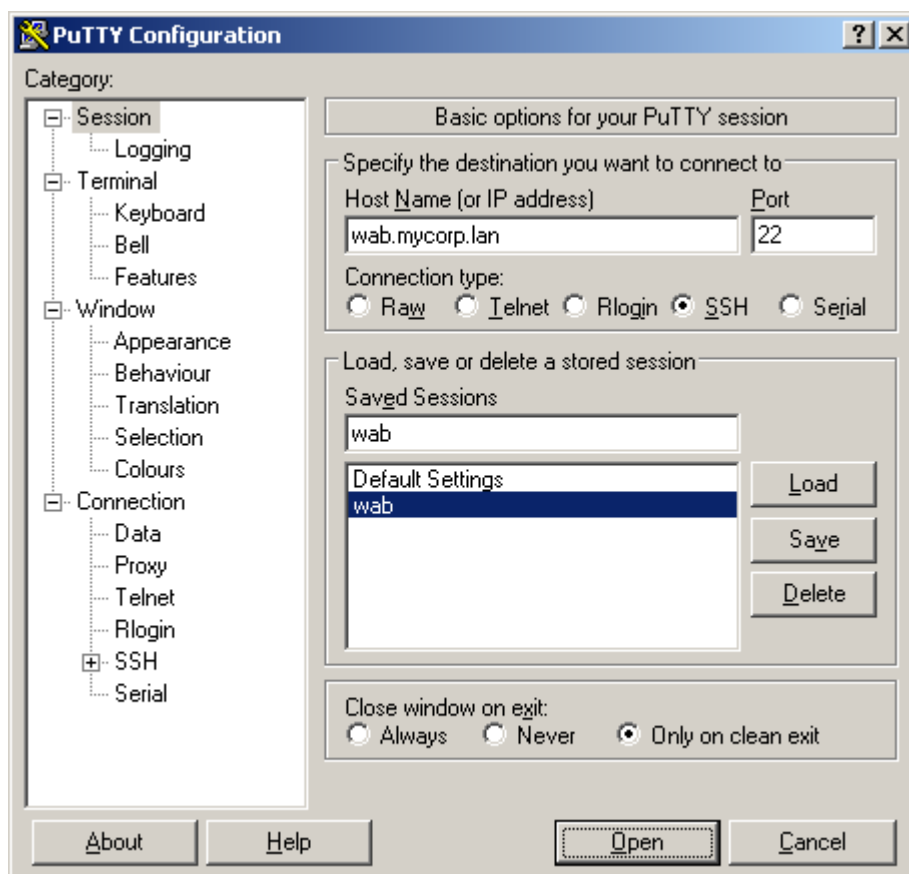 PuTTY Configuration
Category:
Session
Logging
Terminal
Keyboard
Bell
Features
Window
Appearance
Behaviour
Translation
Selection
Colours
Connection
Data
Proxy
Telnet
Rlogin
SSH
Serial
Basic options for your PuTTY session
Specify the destination you want to connect to
Host Name (or IP address) Port
wab.mycorp.lan 22
Connection type:
Raw Telnet Rlogin SSH Serial
Load, save or delete a stored session
Saved Sessions
wab
Default Settings
wab
Load
Save
Delete
Close window on exit:
Always Never Only on clean exit
About Help Open Cancel